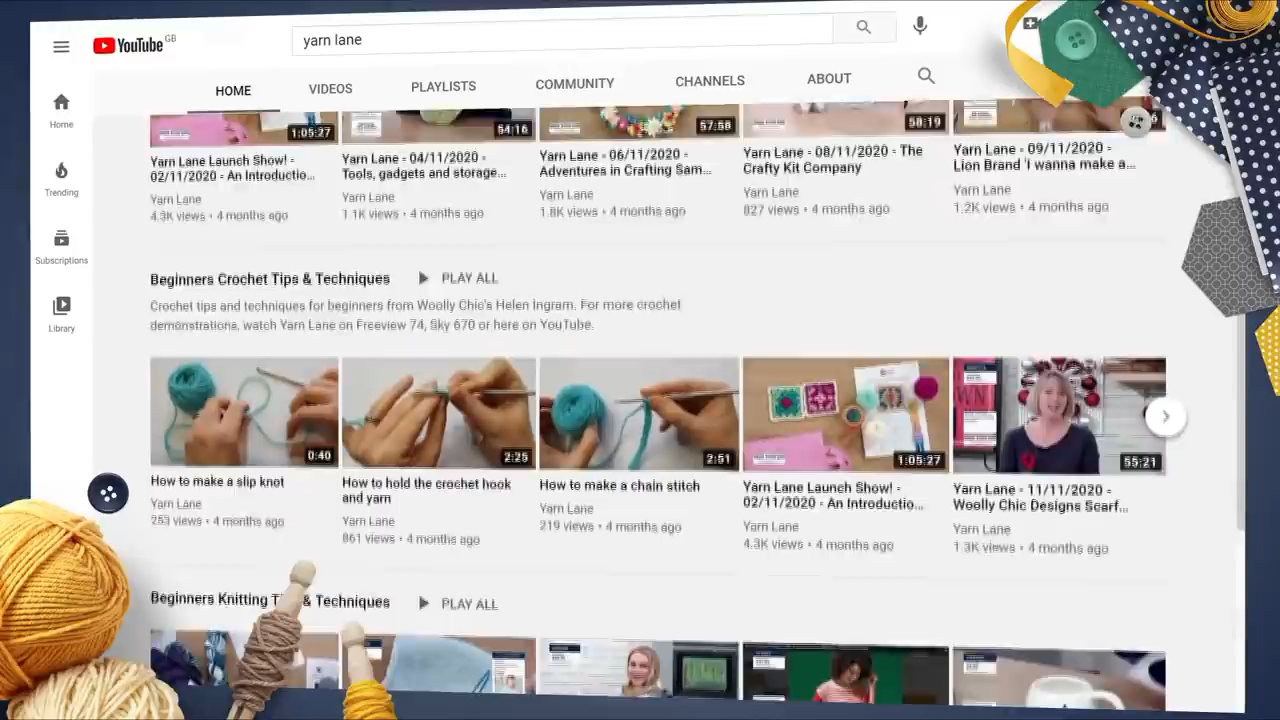 YouTube GB
yarn lane
HOME VIDEOS PLAYLISTS COMMUNITY CHANNELS ABOUT
Home
Trending
Subscriptions
Library
1:05:27
54:16
57:58
58:19
Yarn Lane Launch Show! -
02/11/2020 - An Introductio...
Yarn Lane
4.3K views • 4 months ago
Yarn Lane - 04/11/2020 -
Tools, gadgets and storage...
Yarn Lane
1.1K views • 4 months ago
Yarn Lane - 06/11/2020 -
Adventures in Crafting Sam...
Yarn Lane
1.8K views • 4 months ago
Yarn Lane - 08/11/2020 - The
Crafty Kit Company
Yarn Lane
827 views • 4 months ago
Yarn Lane - 09/11/2020 -
Lion Brand 'I wanna make a...
Yarn Lane
1.2K views • 4 months ago
Beginners Crochet Tips & Techniques PLAY ALL
Crochet tips and techniques for beginners from Woolly Chic's Helen Ingram. For more crochet
demonstrations, watch Yarn Lane on Freeview 74, Sky 670 or here on YouTube.
0:40
2:25
2:51
1:05:27
55:21
How to make a slip knot
Yarn Lane
253 views • 4 months ago
How to hold the crochet hook
and yarn
Yarn Lane
861 views • 4 months ago
How to make a chain stitch
Yarn Lane
219 views • 4 months ago
Yarn Lane Launch Show! -
02/11/2020 - An Introductio...
Yarn Lane
4.3K views • 4 months ago
Yarn Lane - 11/11/2020 -
Woolly Chic Designs Scarf...
Yarn Lane
1.3K views • 4 months ago
Beginners Knitting & Techniques PLAY ALL